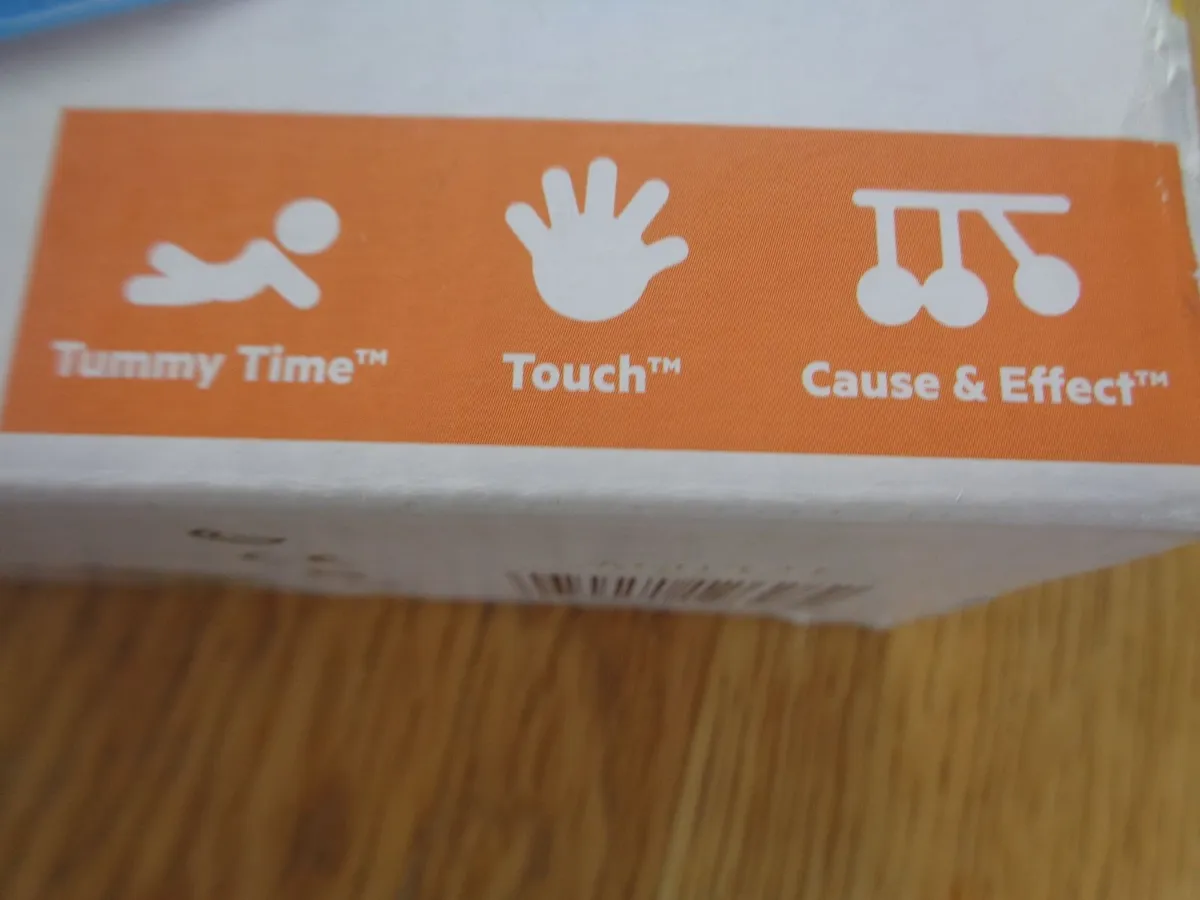 Tummy Time™
Touch™
Cause & Effect™